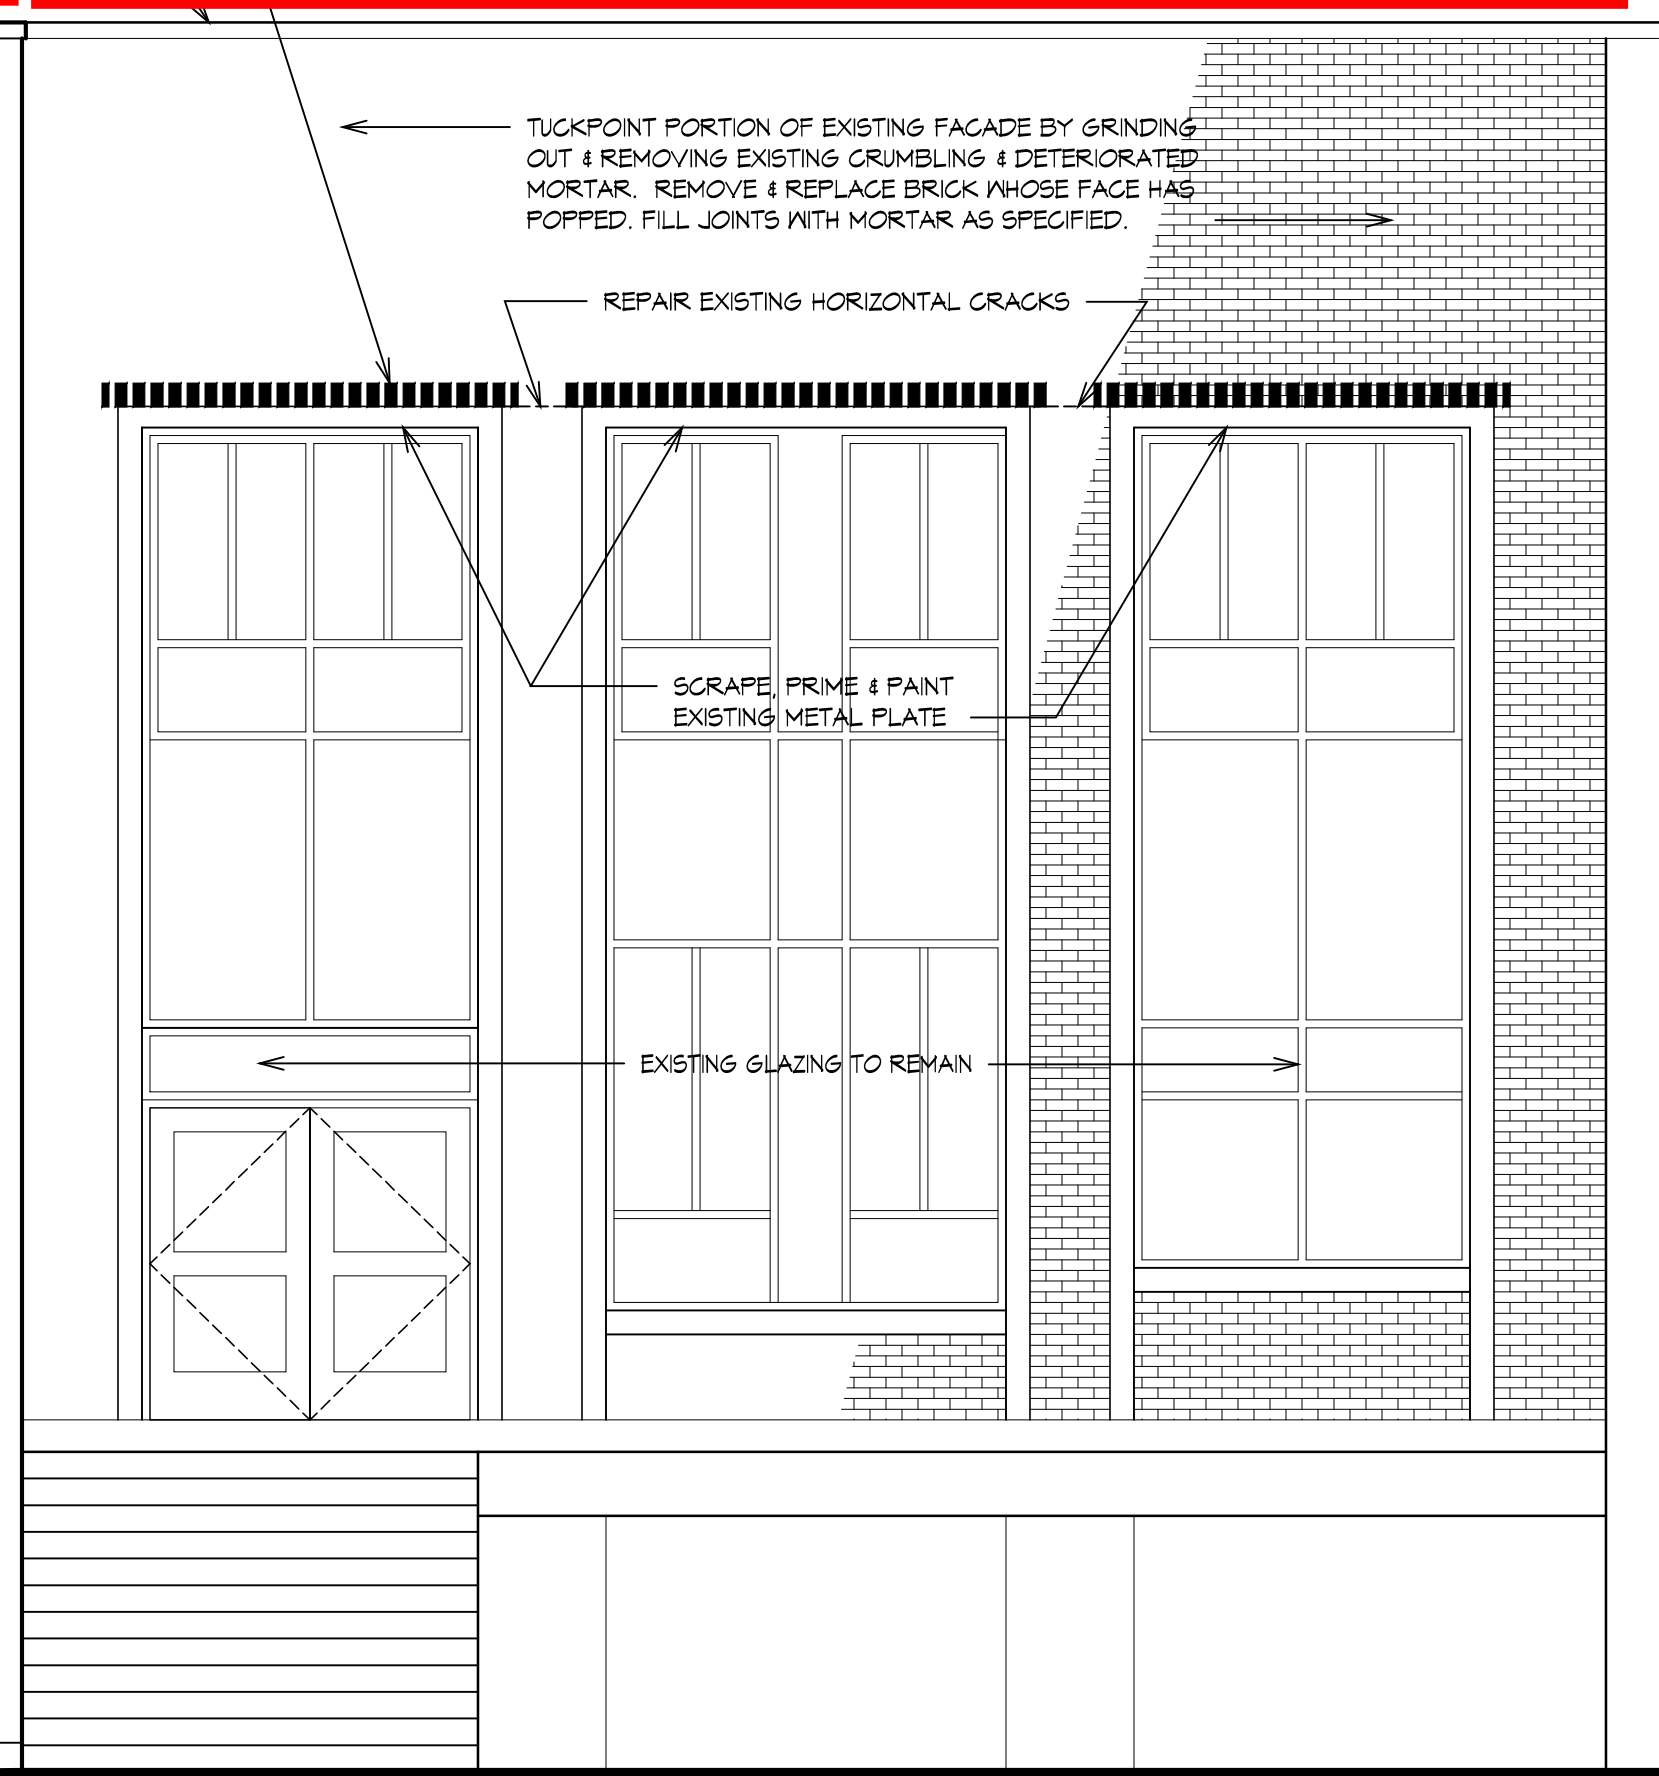 TUCKPOINT PORTION OF EXISTING FACADE BY GRINDING
OUT & REMOVING EXISTING CRUMBLING & DETERIORATED
MORTAR. REMOVE & REPLACE BRICK WHOSE FACE HAS
POPPED. FILL JOINTS WITH MORTAR AS SPECIFIED.
REPAIR EXISTING HORIZONTAL CRACKS
SCRAPE, PRIME & PAINT
EXISTING METAL PLATE
EXISTING GLAZING TO REMAIN